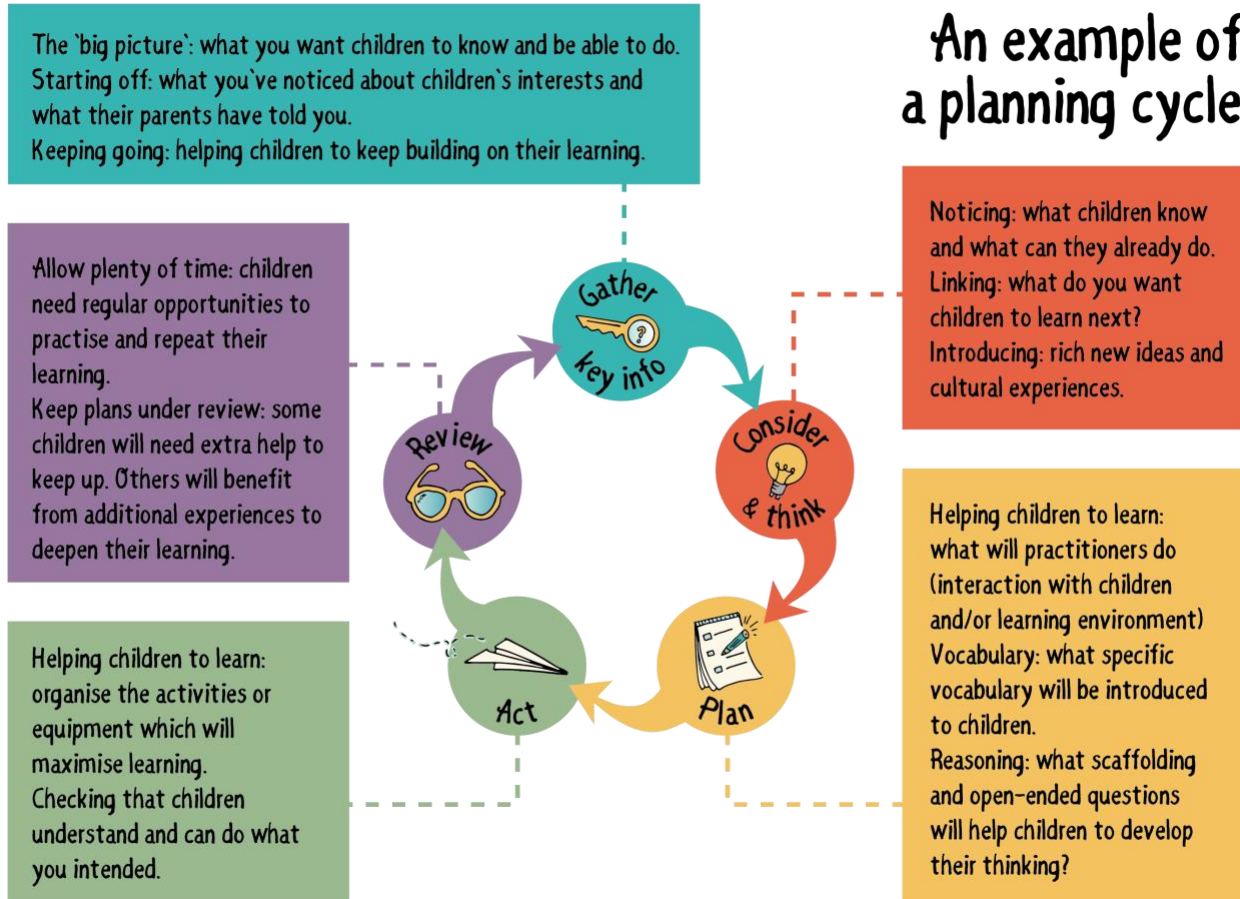 An example of
a planning cycle
The `big picture`: what you want children to know and be able to do.
Starting off: what you`ve noticed about children`s interests and
what their parents have told you.
Keeping going: helping children to keep building on their learning.
Gather
?
key info
Noticing: what children know
and what can they already do.
Linking: what do you want
children to learn next?
Introducing: rich new ideas and
cultural experiences.
Consider
& think
Helping children to learn:
what will practitioners do
(interaction with children
and/or learning environment)
Vocabulary: what specific
vocabulary will be introduced
to children.
Reasoning: what scaffolding
and open-ended questions
will help children to develop
their thinking?
Plan
Helping children to learn:
organise the activities or
equipment which will
maximise learning.
Checking that children
understand and can do what
you intended.
Act
Allow plenty of time: children
need regular opportunities to
practise and repeat their
learning.
Keep plans under review: some
children will need extra help to
keep up. Others will benefit
from additional experiences to
deepen their learning.
Review